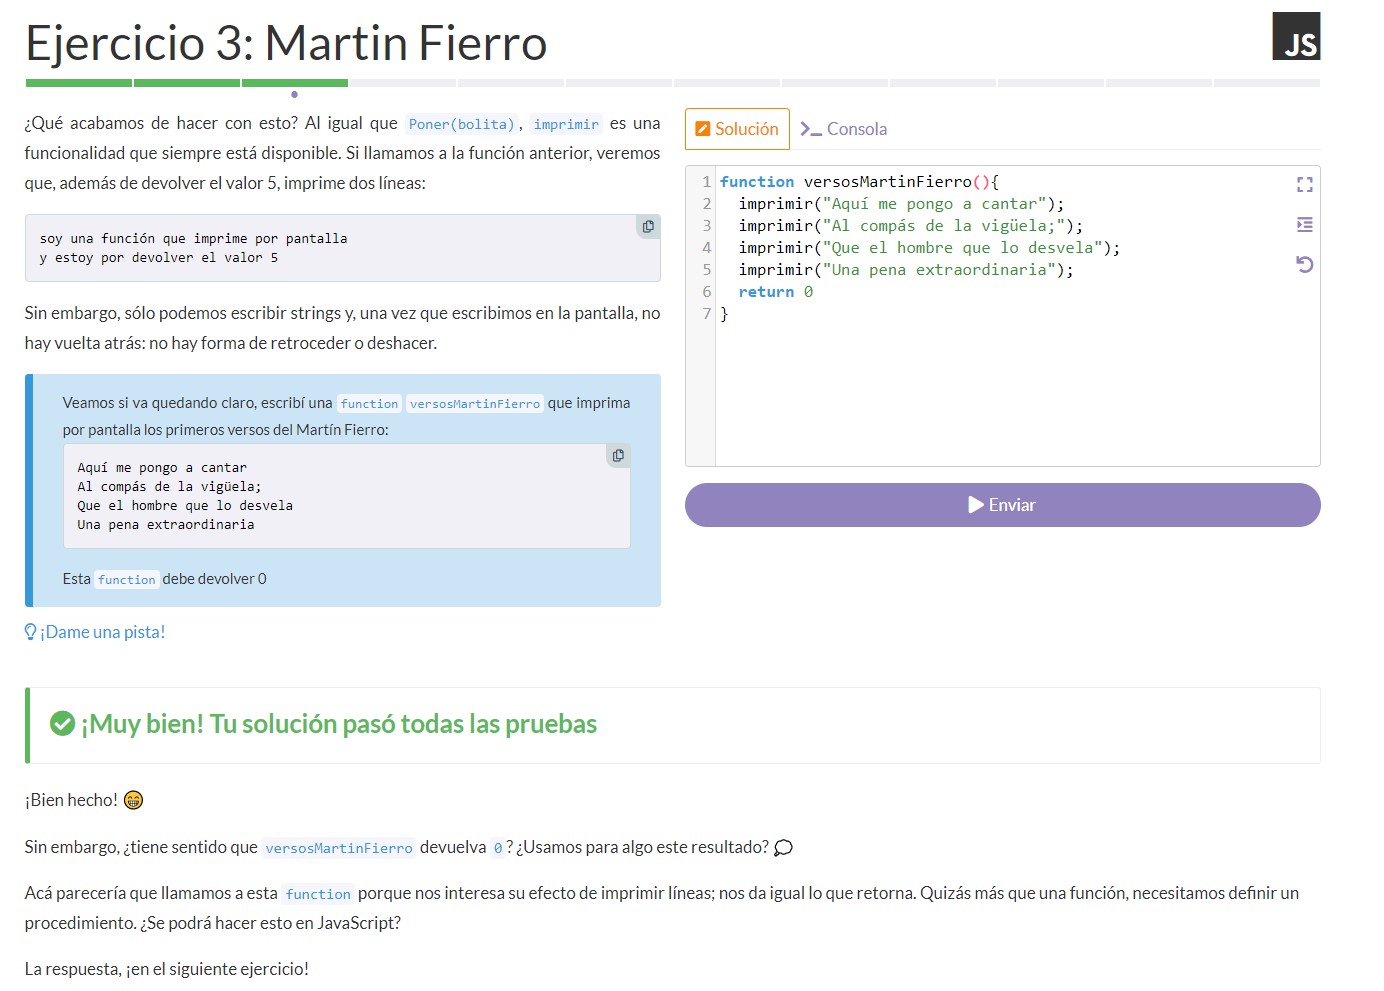 Ejercicio 3: Martin Fierro
JS
¿Qué acabamos de hacer con esto? Al igual que Poner(bolita), imprimir es una
funcionalidad que siempre está disponible. Si llamamos a la función anterior, veremos
que, además de devolver el valor 5, imprime dos líneas:
soy una función que imprime por pantalla
y estoy por devolver el valor 5
Sin embargo, sólo podemos escribir strings y, una vez que escribimos en la pantalla, no
hay vuelta atrás: no hay forma de retroceder o deshacer.
Veamos si va quedando claro, escribí una function versosMartinFierro que imprima
por pantalla los primeros versos del Martín Fierro:
Aquí me pongo a cantar
Al compás de la vigüela;
Que el hombre que lo desvela
Una pena extraordinaria
Esta function debe devolver 0
¡Dame una pista!
Solución
Consola
1 function versosMartinFierro(){
2 imprimir("Aquí me pongo a cantar");
3 imprimir("Al compás de la vigüela;");
4 imprimir("Que el hombre que lo desvela");
5 imprimir("Una pena extraordinaria");
6 return 0
7 }
Enviar
¡Muy bien! Tu solución pasó todas las pruebas
¡Bien hecho! 😁
Sin embargo, ¿tiene sentido que versosMartinFierro devuelva 0? ¿Usamos para algo este resultado? 💭
Acá parecería que llamamos a esta function porque nos interesa su efecto de imprimir líneas; nos da igual lo que retorna. Quizás más que una función, necesitamos definir un
procedimiento. ¿Se podrá hacer esto en JavaScript?
La respuesta, ¡en el siguiente ejercicio!